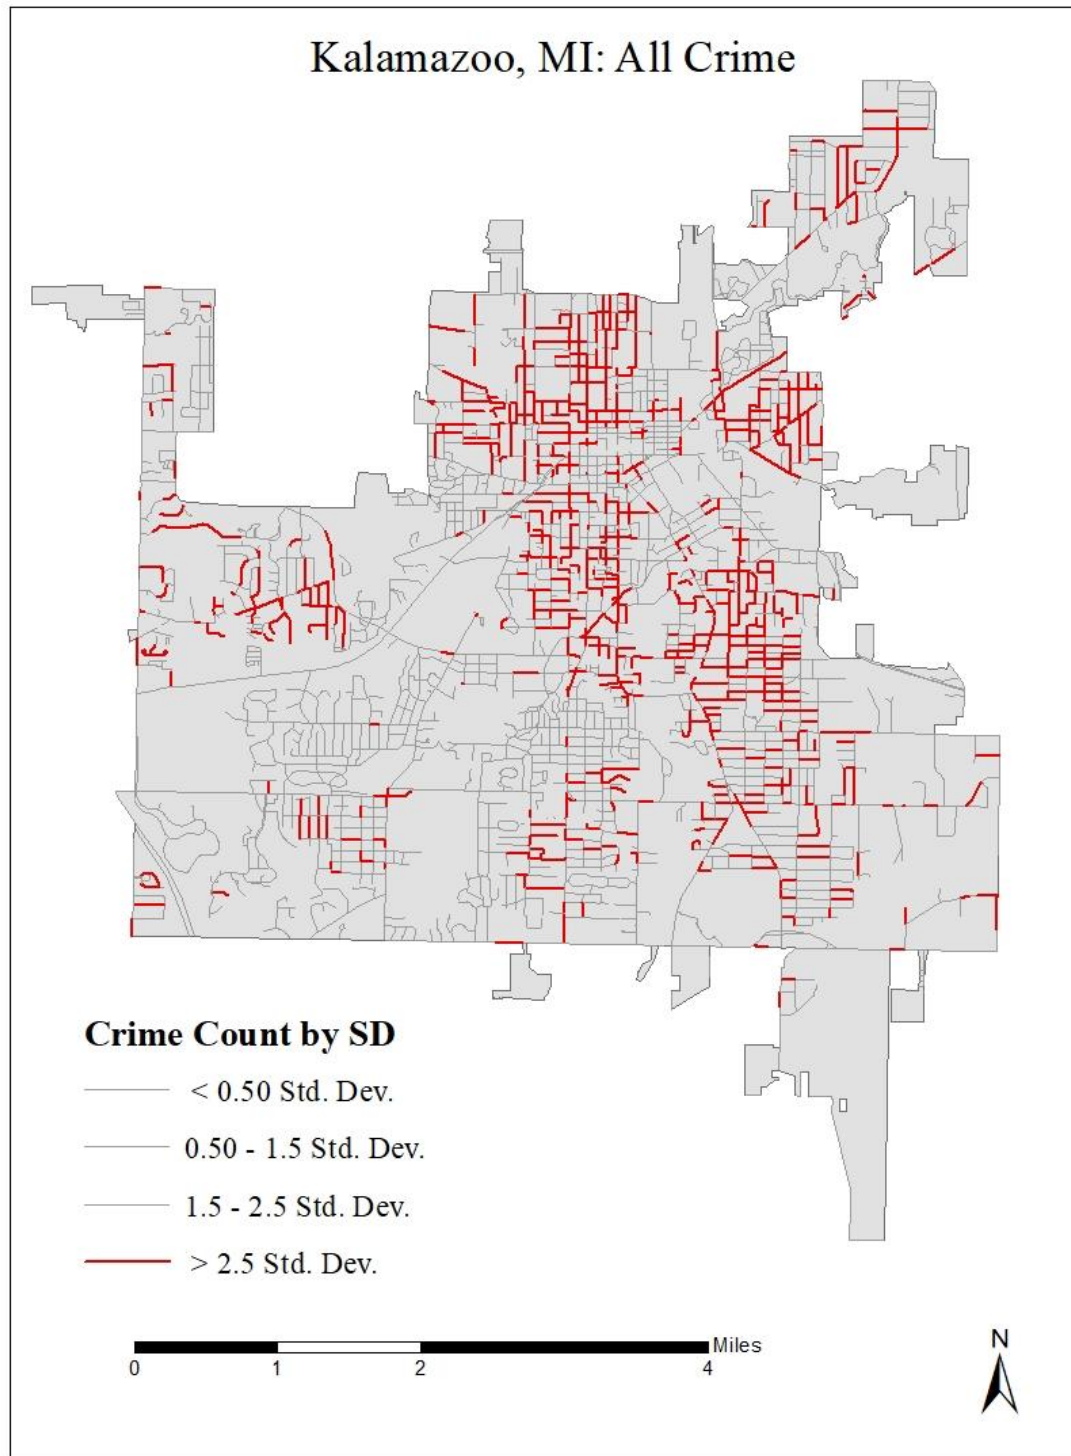 Kalamazoo, MI: All Crime
Crime Count by SD
< 0.50 Std. Dev.
0.50 - 1.5 Std. Dev.
1.5 - 2.5 Std. Dev.
> 2.5 Std. Dev.
Miles
0 1 2 4
N